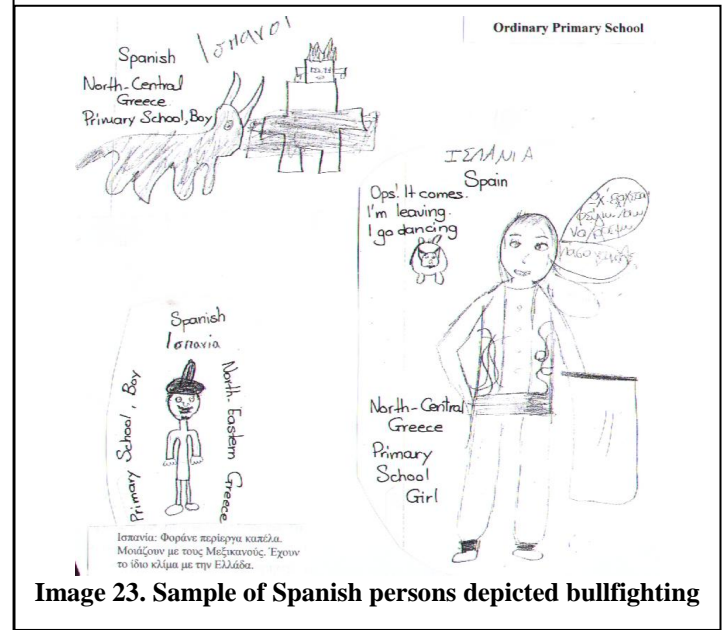 Ordinary Primary School
Ισπανοί
Spanish
North-Central
Greece
Primary School, Boy
ΙΣΠΑΝΙΑ
Spain
Ops! It comes.
I'm leaving.
I go dancing
North-Central
Greece
Primary
School
Girl
Spanish
Ισπανία
Primary School, Boy
North-Eastern Greece
Ισπανία: Φοράνε περίεργα καπέλα.
Μοιάζουν με τους Μεξικανούς. Έχουν
το ίδιο κλίμα με την Ελλάδα.
Image 23. Sample of Spanish persons depicted bullfighting